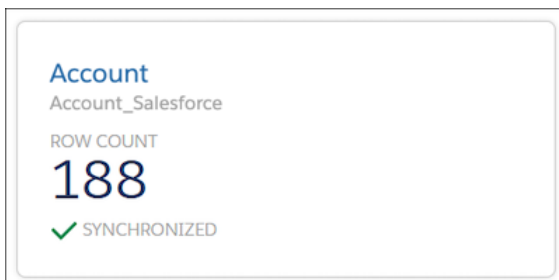 Account
Account_Salesforce
ROW COUNT
188
SYNCHRONIZED